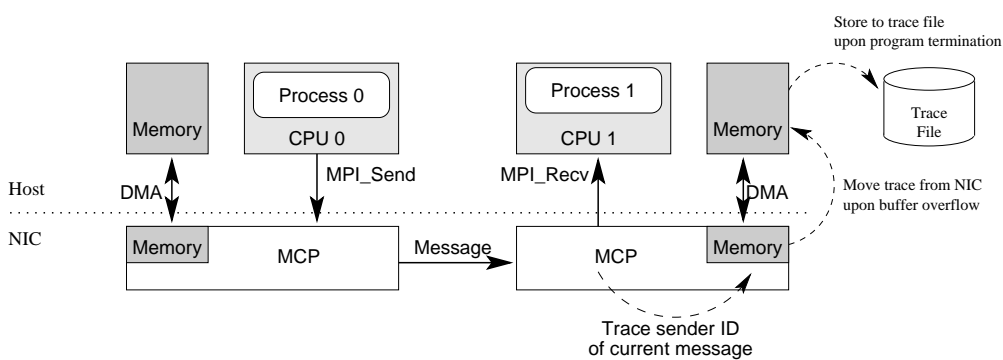 Store to trace file
upon program termination
Process 0
Process 1
Memory
CPU 0
CPU 1
Memory
Trace
File
DMA
MPI_Send
MPI_Recv
DMA
Host
Move trace from NIC
upon buffer overflow
NIC
Memory
MCP
Message
MCP
Memory
Trace sender ID
of current message